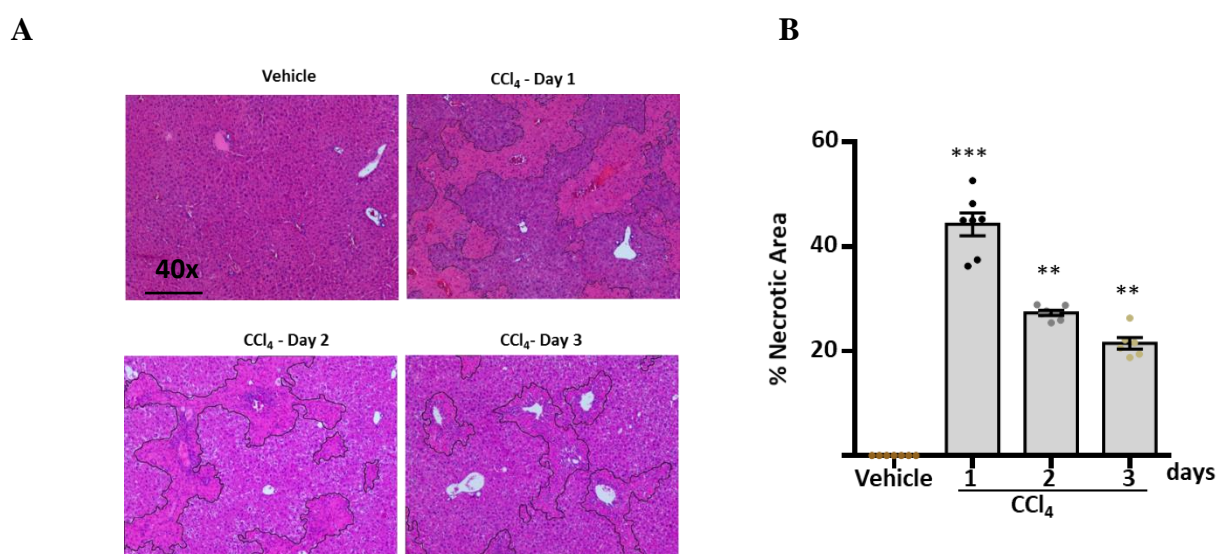 A
B
Vehicle
CCl₄ - Day 1
40x
CCl₄ - Day 2
CCl₄- Day 3
% Necrotic Area
60
40
20
***
**
**
Vehicle 1 2 3 days
CCl₄